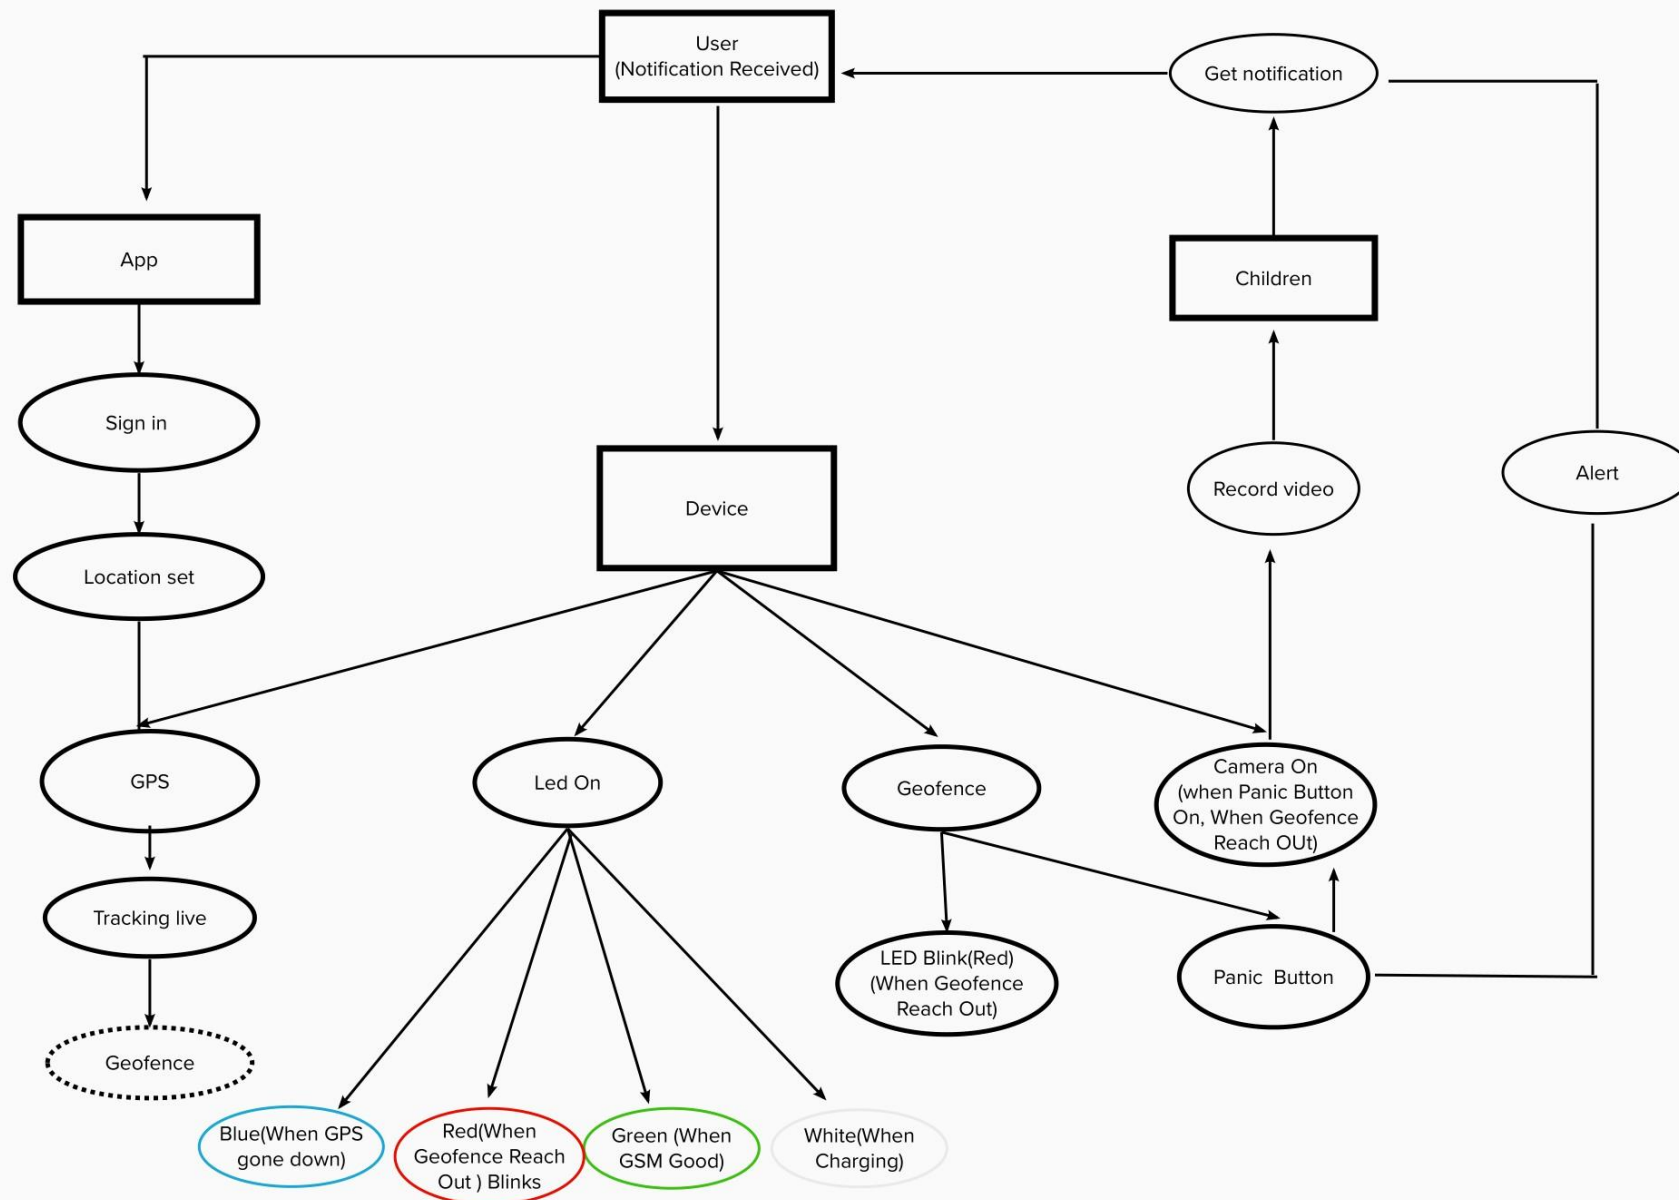 User
(Notification Received)
Get notification
App
Children
Sign in
Alert
Record video
Device
Location set
GPS
Led On
Geofence
Camera On
(when Panic Button
On, When Geofence
Reach OUt)
Tracking live
LED Blink(Red)
(When Geofence
Reach Out)
Panic Button
Geofence
Blue(When GPS
gone down)
Red(When
Geofence Reach
Out ) Blinks
Green (When
GSM Good)
White(When
Charging)